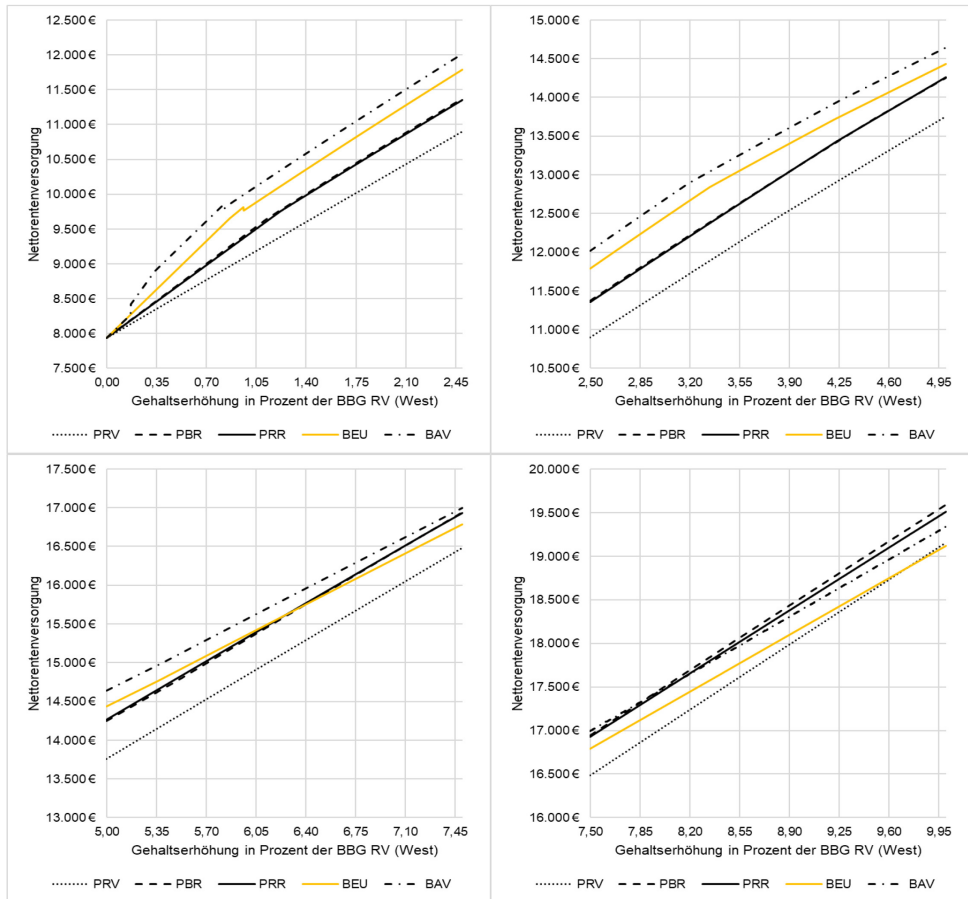 12.500 €
12.000 €
11.500 €
11.000 €
10.500 €
10.000 €
9.500 €
9.000 €
8.500 €
8.000 €
7.500 €
Nettorentenversorgung
0,00 0,35 0,70 1,05 1,40 1,75 2,10 2,45
Gehaltserhöhung in Prozent der BBG RV (West)
PRV PBR PRR BEU BAV
15.000 €
14.500 €
14.000 €
13.500 €
13.000 €
12.500 €
12.000 €
11.500 €
11.000 €
10.500 €
Nettorentenversorgung
2,50 2,85 3,20 3,55 3,90 4,25 4,60 4,95
Gehaltserhöhung in Prozent der BBG RV (West)
PRV PBR PRR BEU BAV
17.500 €
17.000 €
16.500 €
16.000 €
15.500 €
15.000 €
14.500 €
14.000 €
13.500 €
13.000 €
Nettorentenversorgung
5,00 5,35 5,70 6,05 6,40 6,75 7,10 7,45
Gehaltserhöhung in Prozent der BBG RV (West)
PRV PBR PRR BEU BAV
20.000 €
19.500 €
19.000 €
18.500 €
18.000 €
17.500 €
17.000 €
16.500 €
16.000 €
Nettorentenversorgung
7,50 7,85 8,20 8,55 8,90 9,25 9,60 9,95
Gehaltserhöhung in Prozent der BBG RV (West)
PRV PBR PRR BEU BAV